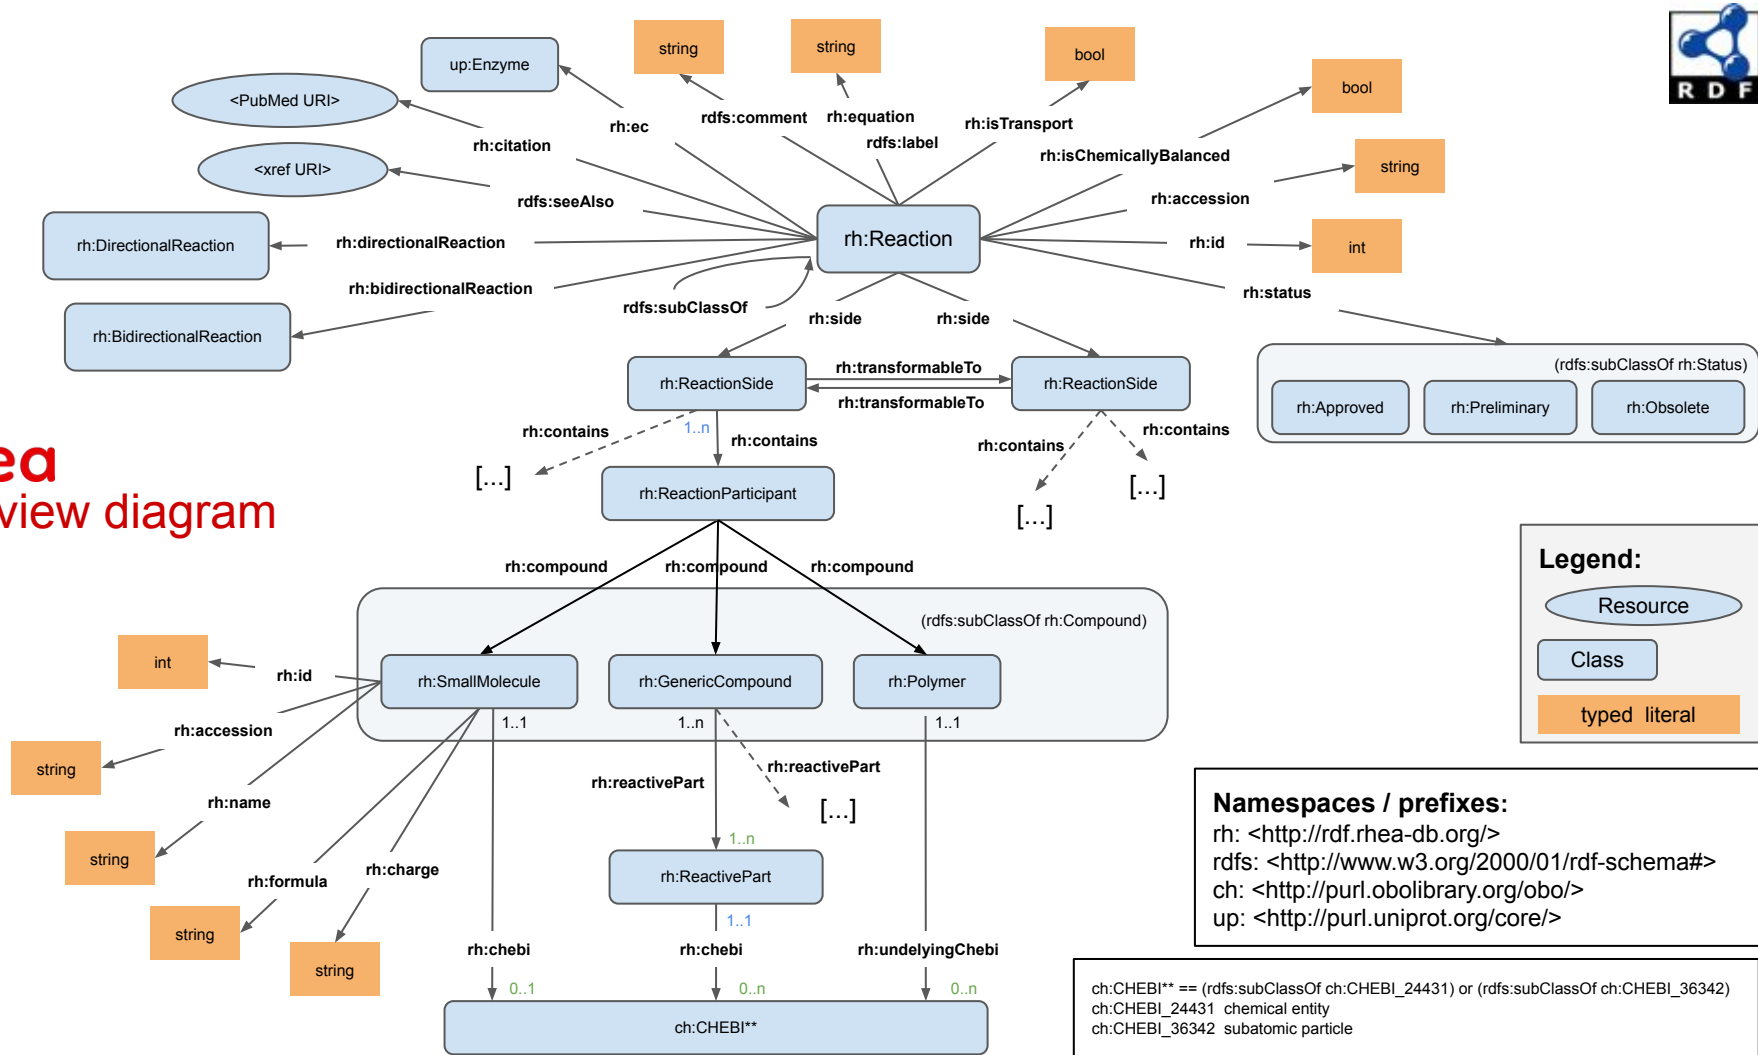 string
string
bool
bool
up:Enzyme
<PubMed URI>
RDF
rdfs:comment
rh:equation
rdfs:label
rh:isTransport
rh:ec
rh:citation
rh:isChemicallyBalanced
string
<xref URI>
rdfs:seeAlso
rh:accession
rh:DirectionalReaction
rh:directionalReaction
rh:Reaction
rh:id
int
rh:bidirectionalReaction
rdfs:subClassOf
rh:status
rh:side
rh:side
rh:BidirectionalReaction
rh:ReactionSide
rh:transformableTo
rh:transformableTo
rh:ReactionSide
(rdfs:subClassOf rh:Status)
rh:Approved
rh:Preliminary
rh:Obsolete
rh:contains
1..n
rh:contains
rh:contains
rh:contains
ea
view diagram
[...]
rh:ReactionParticipant
[...]
[...]
rh:compound
rh:compound
rh:compound
Legend:
Resource
Class
typed literal
(rdfs:subClassOf rh:Compound)
int
rh:id
rh:SmallMolecule
rh:GenericCompound
rh:Polymer
1..1
1..n
1..1
rh:accession
string
rh:reactivePart
rh:reactivePart
[...]
rh:name
string
1..n
rh:ReactivePart
rh:formula
rh:charge
string
string
1..1
rh:chebi
rh:chebi
rh:undelyingChebi
0..1
0..n
0..n
ch:CHEBI**
Namespaces / prefixes:
rh: <http://rdf.rhea-db.org/>
rdfs: <http://www.w3.org/2000/01/rdf-schema#>
ch: <http://purl.obolibrary.org/obo/>
up: <http://purl.uniprot.org/core/>
ch:CHEBI** == (rdfs:subClassOf ch:CHEBI_24431) or (rdfs:subClassOf ch:CHEBI_36342)
ch:CHEBI_24431 chemical entity
ch:CHEBI_36342 subatomic particle